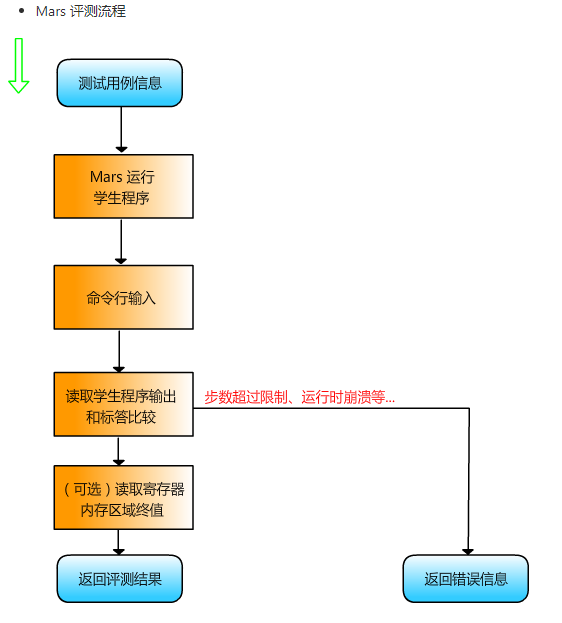 Mars 评测流程
测试用例信息
Mars 运行
学生程序
命令行输入
读取学生程序输出
和标答比较
步数超过限制、运行时崩溃等...
（可选）读取寄存器
内存区域终值
返回评测结果
返回错误信息